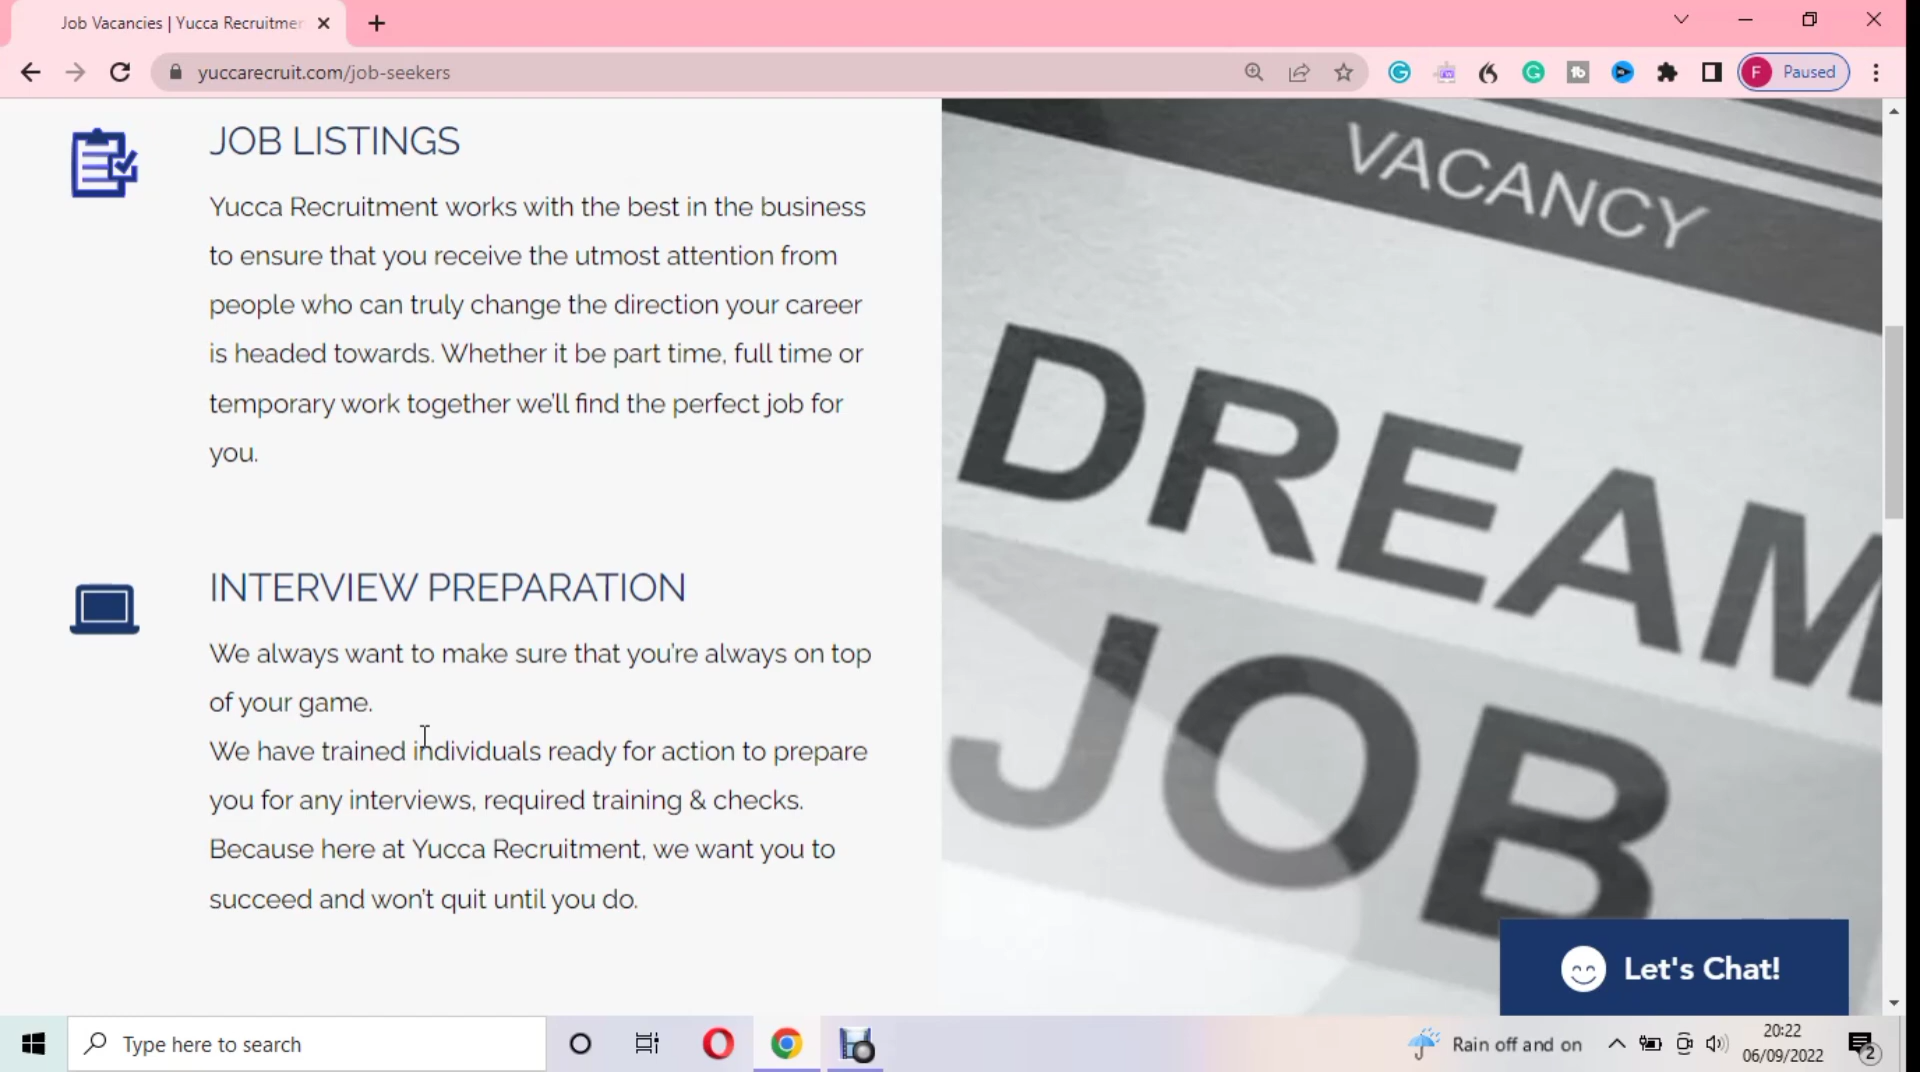 Job Vacancies | Yucca Recruitmen
yuccarecruit.com/job-seekers
F Paused
JOB LISTINGS
Yucca Recruitment works with the best in the business
to ensure that you receive the utmost attention from
people who can truly change the direction your career
is headed towards. Whether it be part time, full time or
temporary work together we'll find the perfect job for
you.
INTERVIEW PREPARATION
We always want to make sure that you're always on top
of your game.
We have trained individuals ready for action to prepare
you for any interviews, required training & checks.
Because here at Yucca Recruitment, we want you to
succeed and won't quit until you do.
VACANCY
DREAM
JOB
Let's Chat!
Type here to search
Rain off and on
20:22
06/09/2022
2